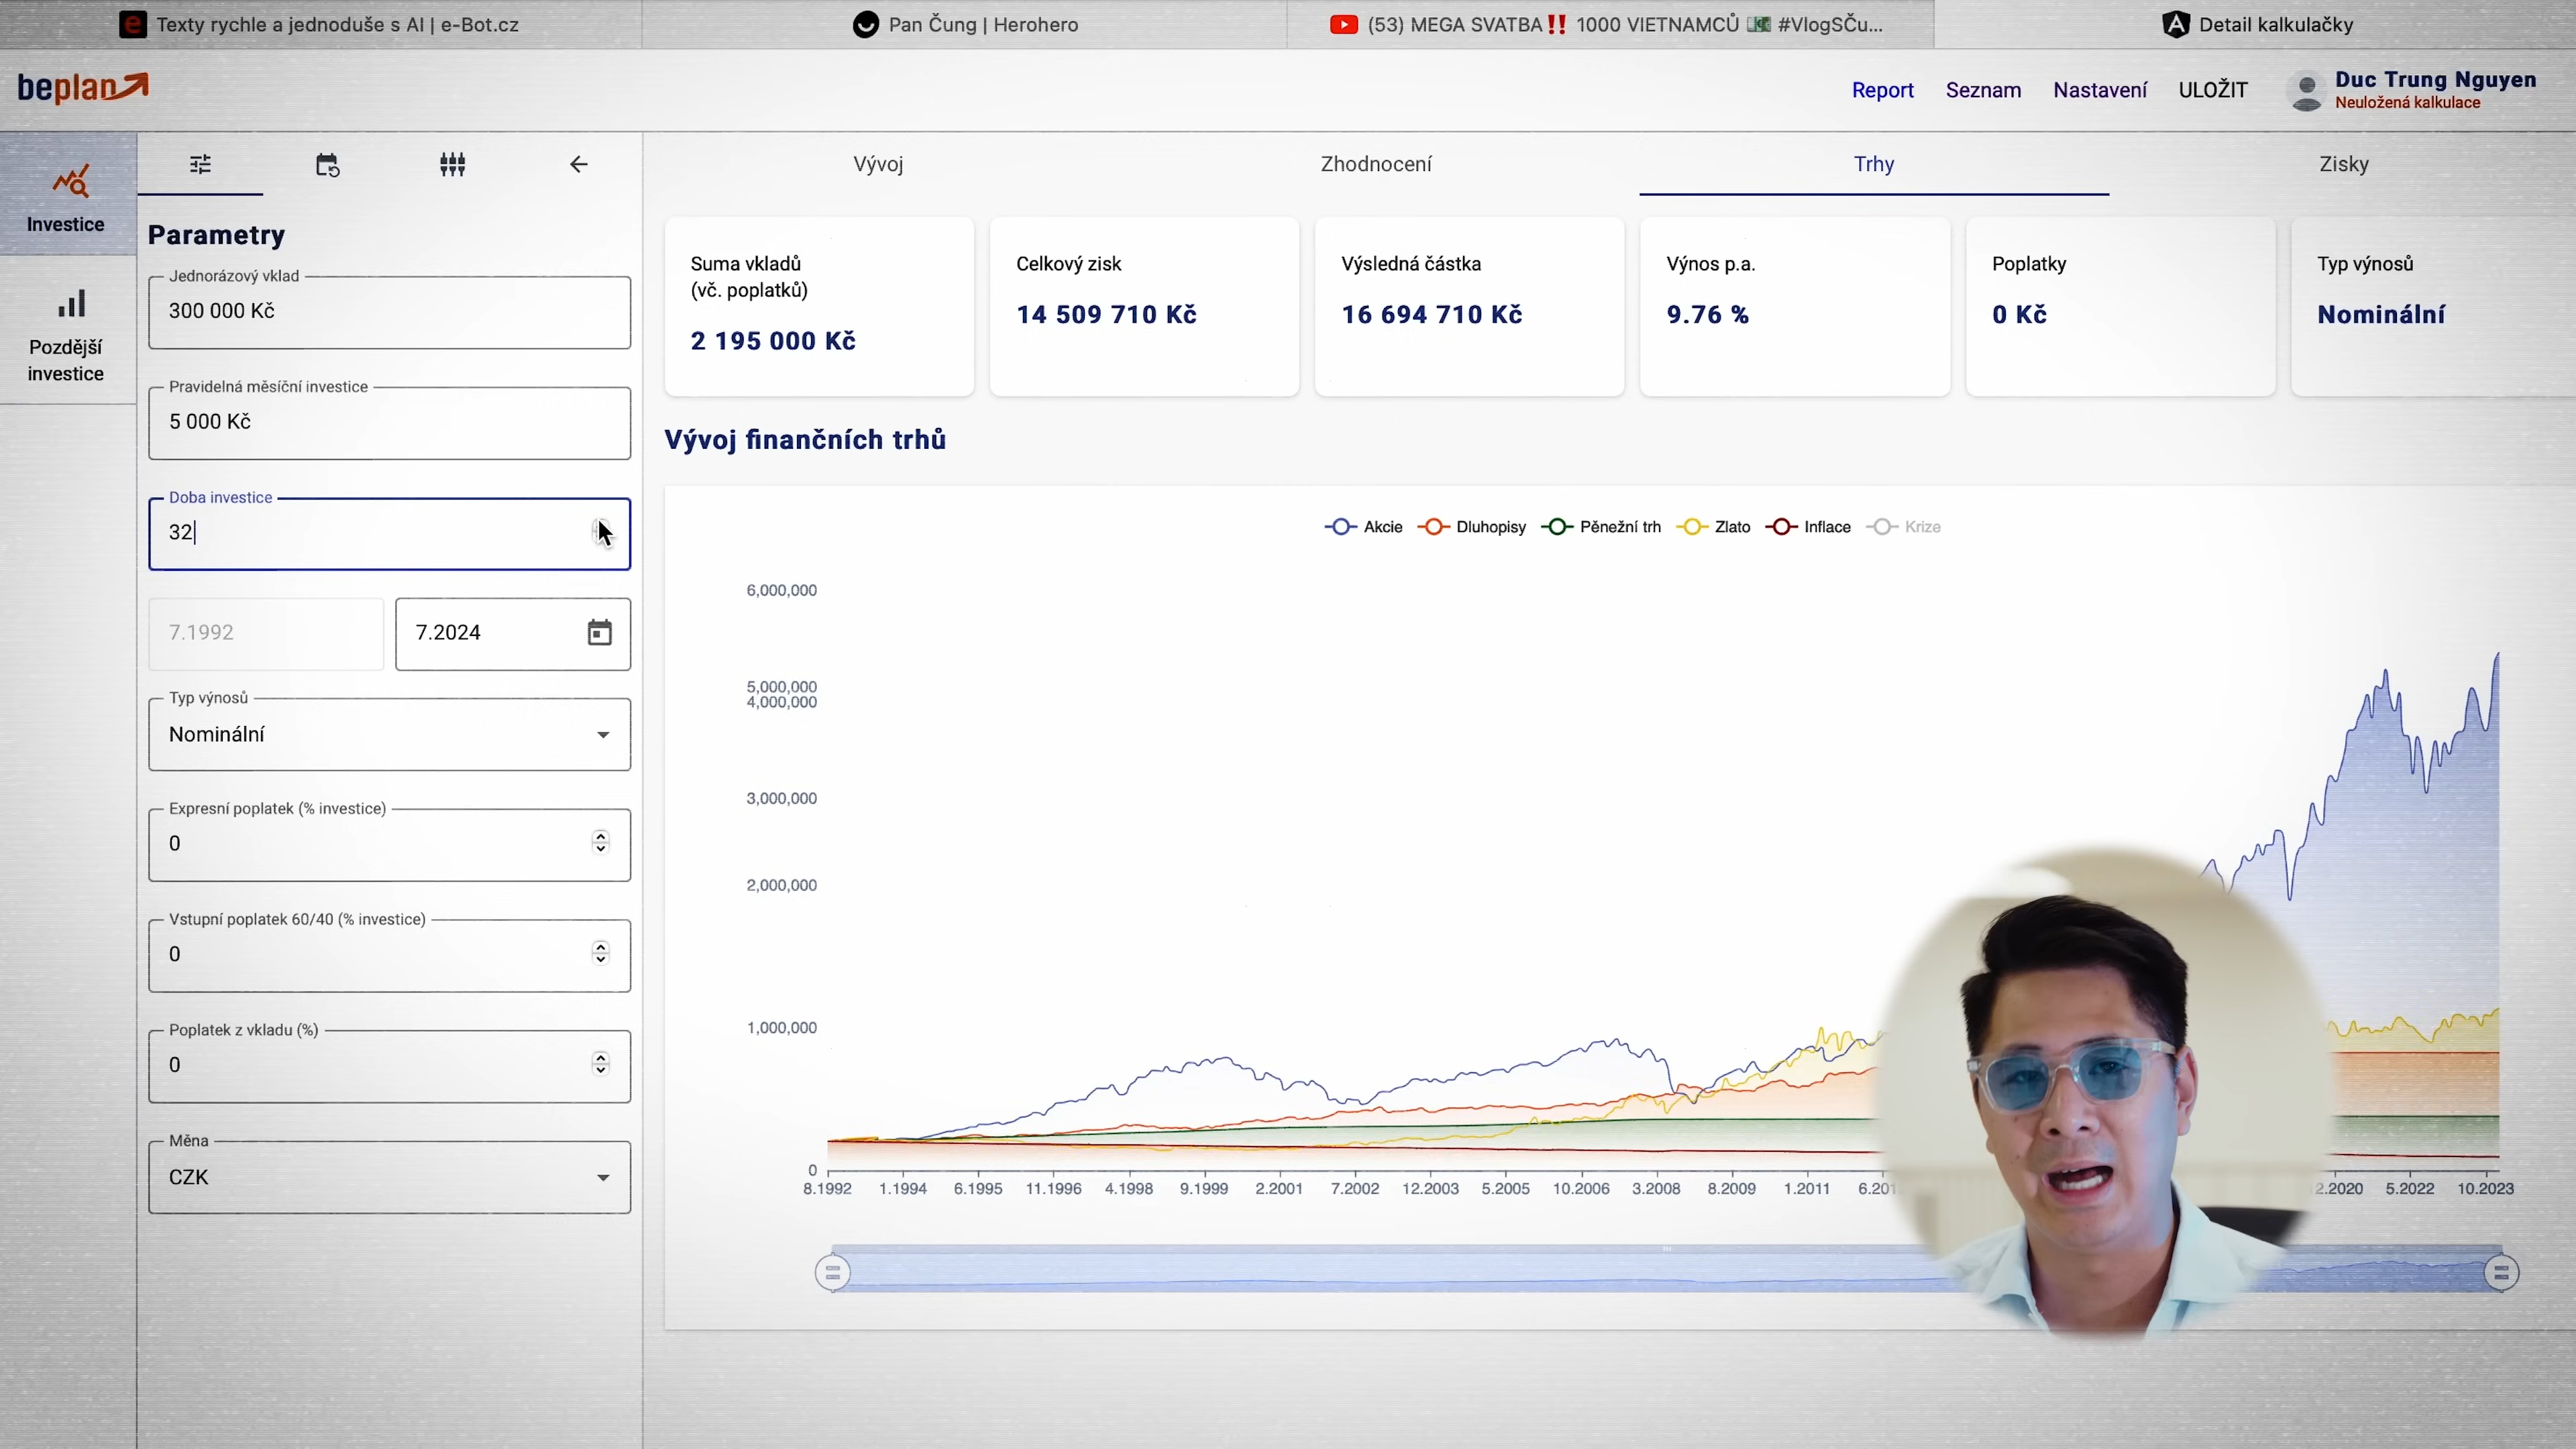 Texty rychle a jednoduše s AI | e-Bot.cz
Pan Čung | Herohero
(53) MEGA SVATBA‼️ 1000 VIETNAMCŮ 💵 #VlogSČu...
Detail kalkulačky
beplan
Report
Seznam
Nastavení
ULOŽIT
Duc Trung Nguyen
Neuložená kalkulace
Investice
Pozdější
investice
Parametry
Jednorázový vklad
300 000 Kč
Pravidelná měsíční investice
5 000 Kč
Doba investice
32
7.1992
7.2024
Typ výnosů
Nominální
Expresní poplatek (% investice)
0
Vstupní poplatek 60/40 (% investice)
0
Poplatek z vkladu (%)
0
Měna
CZK
Vývoj
Zhodnocení
Trhy
Zisky
Suma vkladů
(vč. poplatků)
2 195 000 Kč
Celkový zisk
14 509 710 Kč
Výsledná částka
16 694 710 Kč
Výnos p.a.
9.76 %
Poplatky
0 Kč
Typ výnosů
Nominální
Vývoj finančních trhů
Akcie
Dluhopisy
Pěnežní trh
Zlato
Inflace
Krize
6,000,000
5,000,000
4,000,000
3,000,000
2,000,000
1,000,000
0
8.1992
1.1994
6.1995
11.1996
4.1998
9.1999
2.2001
7.2002
12.2003
5.2005
10.2006
3.2008
8.2009
1.2011
5.2022
10.2023